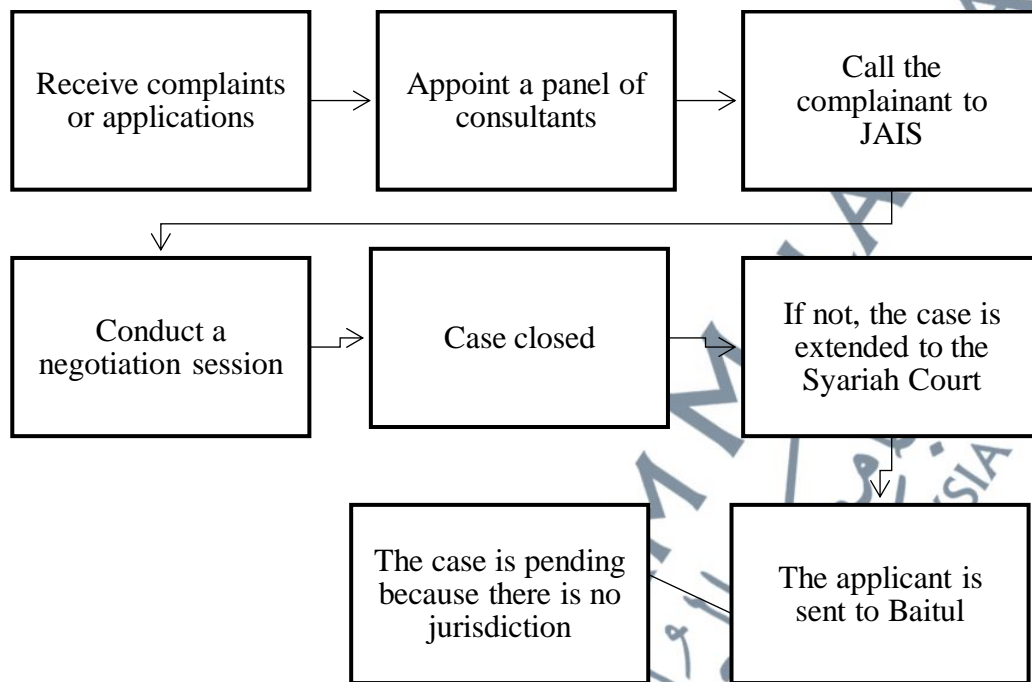 Receive complaints
or applications
Appoint a panel of
consultants
Call the
complainant to
JAIS
Conduct a
negotiation session
Case closed
If not, the case is
extended to the
Syariah Court
The applicant is
sent to Baitul
The case is pending
because there is no
jurisdiction